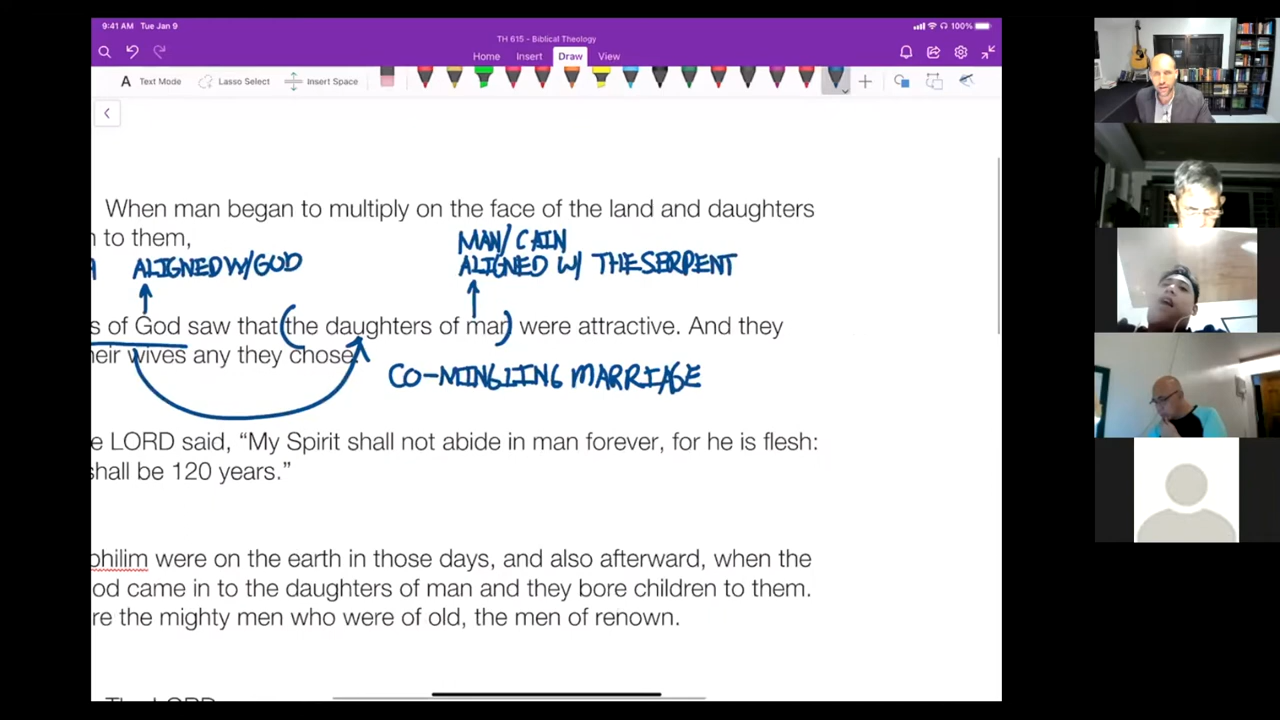 9:41 AM Tue Jan 9
100%
TH 615 - Biblical Theology
Home Insert Draw View
A Text Mode Lasso Select Insert Space
When man began to multiply on the face of the land and daughters
n to them,
MAN/ CAIN
ALIGNED W/GOD
ALIGNED W/ THE SERPENT
s of God saw that (the daughters of man) were attractive. And they
heir wives any they chose.
CO-MINGLING MARRIAGE
e LORD said, “My Spirit shall not abide in man forever, for he is flesh:
shall be 120 years.”
philim were on the earth in those days, and also afterward, when the
od came in to the daughters of man and they bore children to them.
re the mighty men who were of old, the men of renown.
The LORD